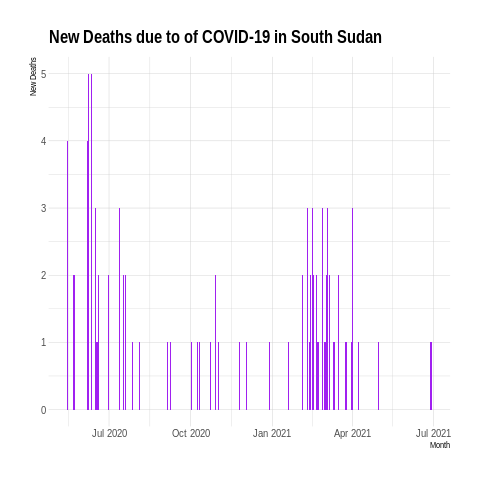 New Deaths due to of COVID-19 in South Sudan
New Deaths
5
4
3
2
1
0
Jul 2020 Oct 2020 Jan 2021 Apr 2021 Jul 2021
Month